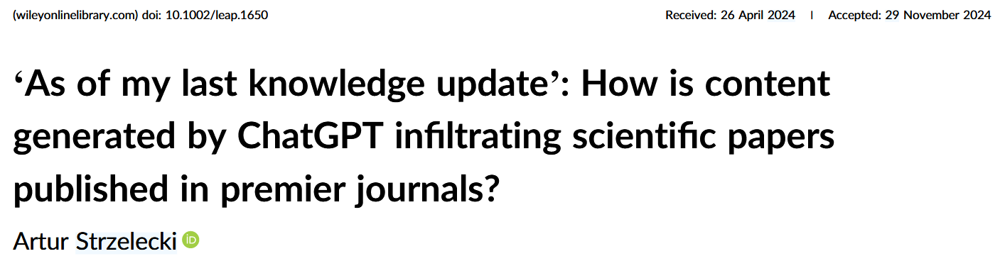 (wileyonlinelibrary.com) doi: 10.1002/leap.1650
Received: 26 April 2024 | Accepted: 29 November 2024
‘As of my last knowledge update’: How is content
generated by ChatGPT infiltrating scientific papers
published in premier journals?
Artur Strzelecki iD